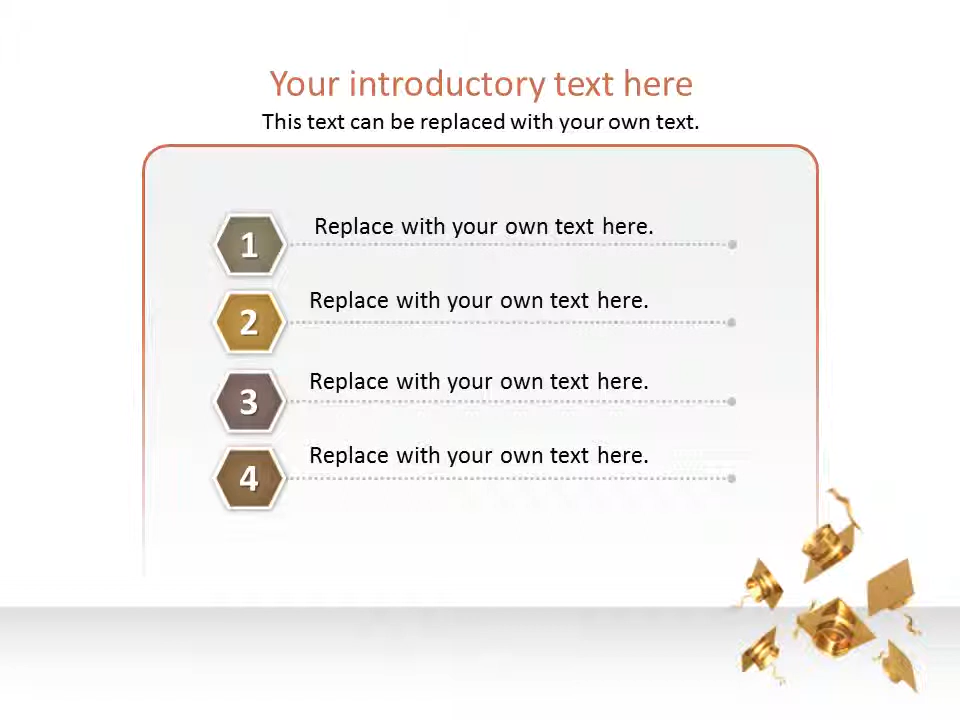 Your introductory text here
This text can be replaced with your own text.
1 Replace with your own text here.
2 Replace with your own text here.
3 Replace with your own text here.
4 Replace with your own text here.